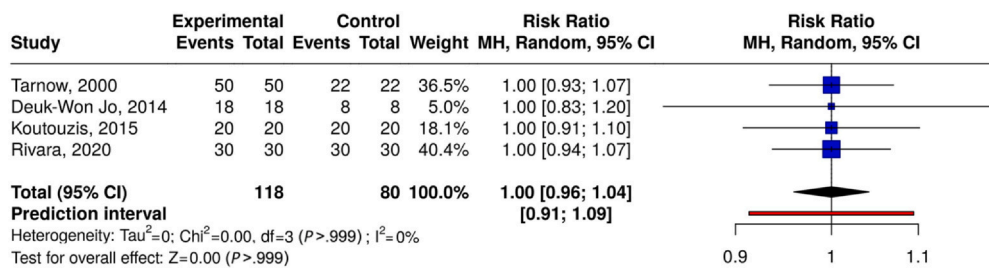 Experimental Control Risk Ratio Risk Ratio
Study Events Total Events Total Weight MH, Random, 95% CI MH, Random, 95% CI
Tarnow, 2000 50 50 22 22 36.5% 1.00 [0.93; 1.07]
Deuk-Won Jo, 2014 18 18 8 8 5.0% 1.00 [0.83; 1.20]
Koutouzis, 2015 20 20 20 20 18.1% 1.00 [0.91; 1.10]
Rivara, 2020 30 30 30 30 40.4% 1.00 [0.94; 1.07]
Total (95% CI) 118 80 100.0% 1.00 [0.96; 1.04]
Prediction interval [0.91; 1.09]
Heterogeneity: Tau²=0; Chi²=0.00, df=3 (P>.999) ; I²=0%
Test for overall effect: Z=0.00 (P>.999)
0.9 1 1.1